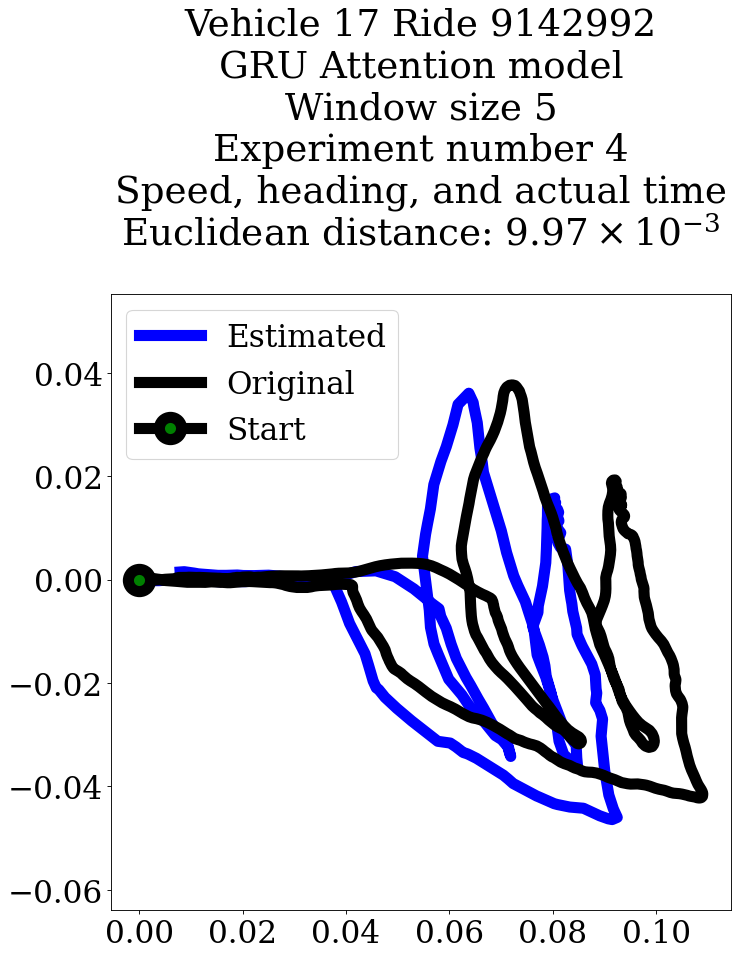 Vehicle 17 Ride 9142992
GRU Attention model
Window size 5
Experiment number 4
Speed, heading, and actual time
Euclidean distance: 9.97 × 10⁻³
Estimated
Original
Start
0.04
0.02
0.00
−0.02
−0.04
−0.06
0.00 0.02 0.04 0.06 0.08 0.10